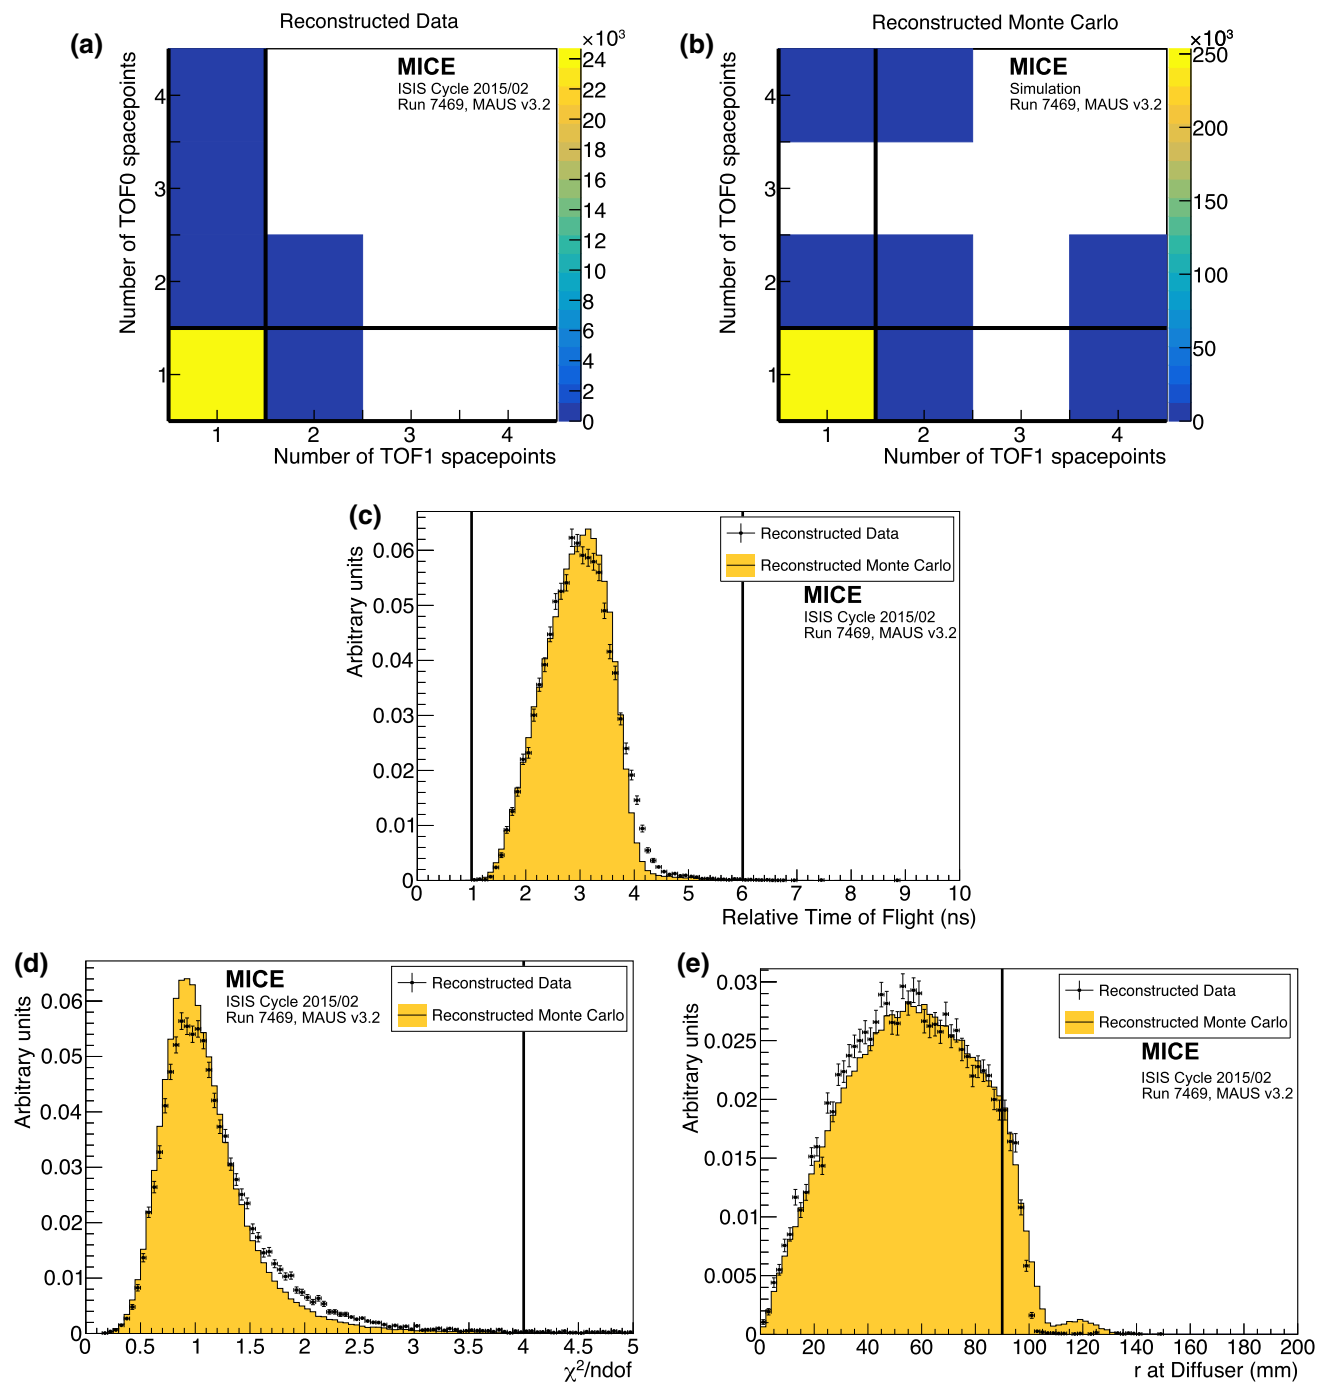 Reconstructed Data
(a)
×10³
MICE
ISIS Cycle 2015/02
Run 7469, MAUS v3.2
Number of TOF0 spacepoints
4
3
2
1
1 2 3 4
Number of TOF1 spacepoints
24
22
20
18
16
14
12
10
8
6
4
2
0
Reconstructed Monte Carlo
(b)
×10³
MICE
Simulation
Run 7469, MAUS v3.2
Number of TOF0 spacepoints
4
3
2
1
1 2 3 4
Number of TOF1 spacepoints
250
200
150
100
50
0
(c)
Arbitrary units
0.06
0.05
0.04
0.03
0.02
0.01
0
Reconstructed Data
Reconstructed Monte Carlo
MICE
ISIS Cycle 2015/02
Run 7469, MAUS v3.2
0 1 2 3 4 5 6 7 8 9 10
Relative Time of Flight (ns)
(d)
Arbitrary units
0.06
0.05
0.04
0.03
0.02
0.01
0
MICE
ISIS Cycle 2015/02
Run 7469, MAUS v3.2
Reconstructed Data
Reconstructed Monte Carlo
0 0.5 1 1.5 2 2.5 3 3.5 4 4.5 5
χ²/ndof
(e)
Arbitrary units
0.03
0.025
0.02
0.015
0.01
0.005
0
Reconstructed Data
Reconstructed Monte Carlo
MICE
ISIS Cycle 2015/02
Run 7469, MAUS v3.2
0 20 40 60 80 100 120 140 160 180 200
r at Diffuser (mm)